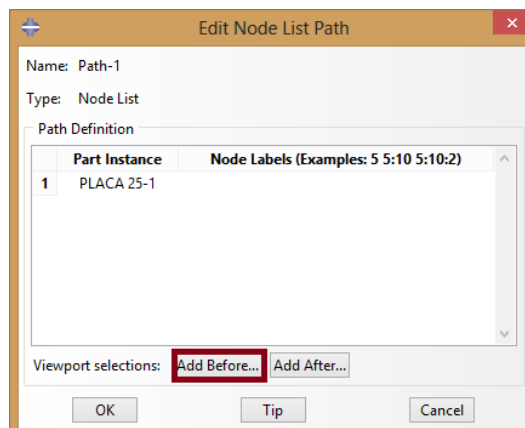 Edit Node List Path
Name: Path-1
Type: Node List
Path Definition
Part Instance Node Labels (Examples: 5 5:10 5:10:2)
1 PLACA 25-1
Viewport selections: Add Before... Add After...
OK Tip Cancel